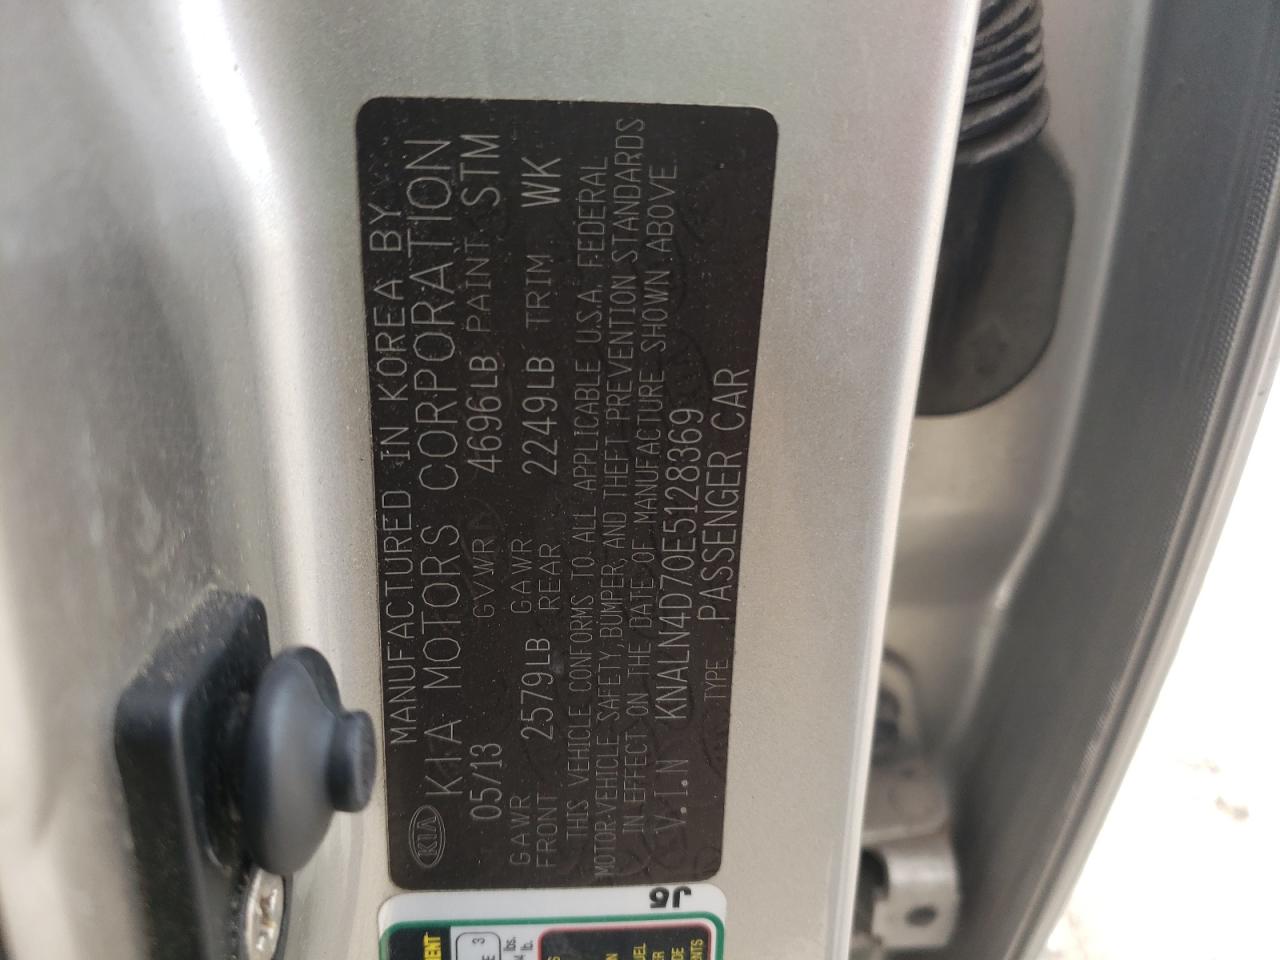 MANUFACTURED IN KOREA BY
KIA KIA MOTORS CORPORATION
05/13 GVWR 4696LB PAINT STM
GAWR FRONT 2579LB GAWR REAR 2249LB TRIM WK
THIS VEHICLE CONFORMS TO ALL APPLICABLE U.S.A. FEDERAL
MOTOR-VEHICLE SAFETY, BUMPER, AND THEFT PREVENTION STANDARDS
IN EFFECT ON THE DATE OF MANUFACTURE SHOWN ABOVE
V.I.N KNALN4D70E5128369
TYPE PASSENGER CAR
J5